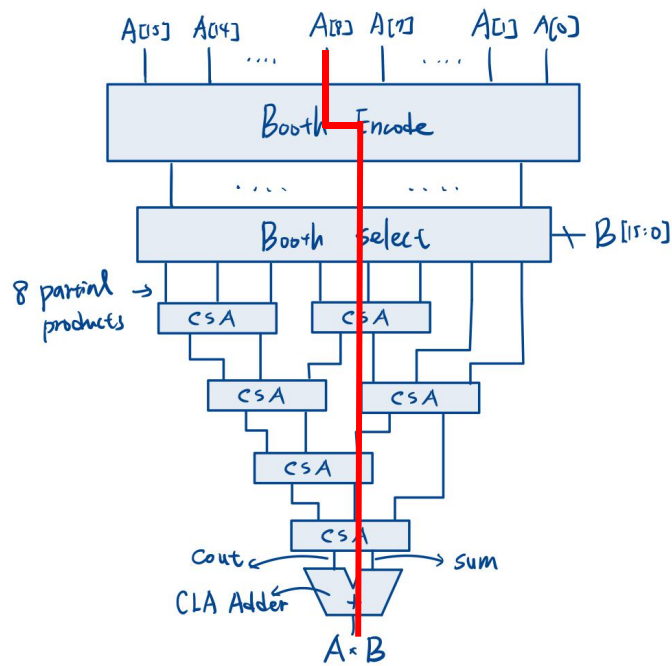 A[15] A[14] .... A[8] A[7] .... A[1] A[0]
Booth Encode
.... ....
Booth Select
B[15:0]
8 partial
products
CSA CSA
CSA CSA
CSA
CSA
Cout sum
CLA Adder
+
A × B